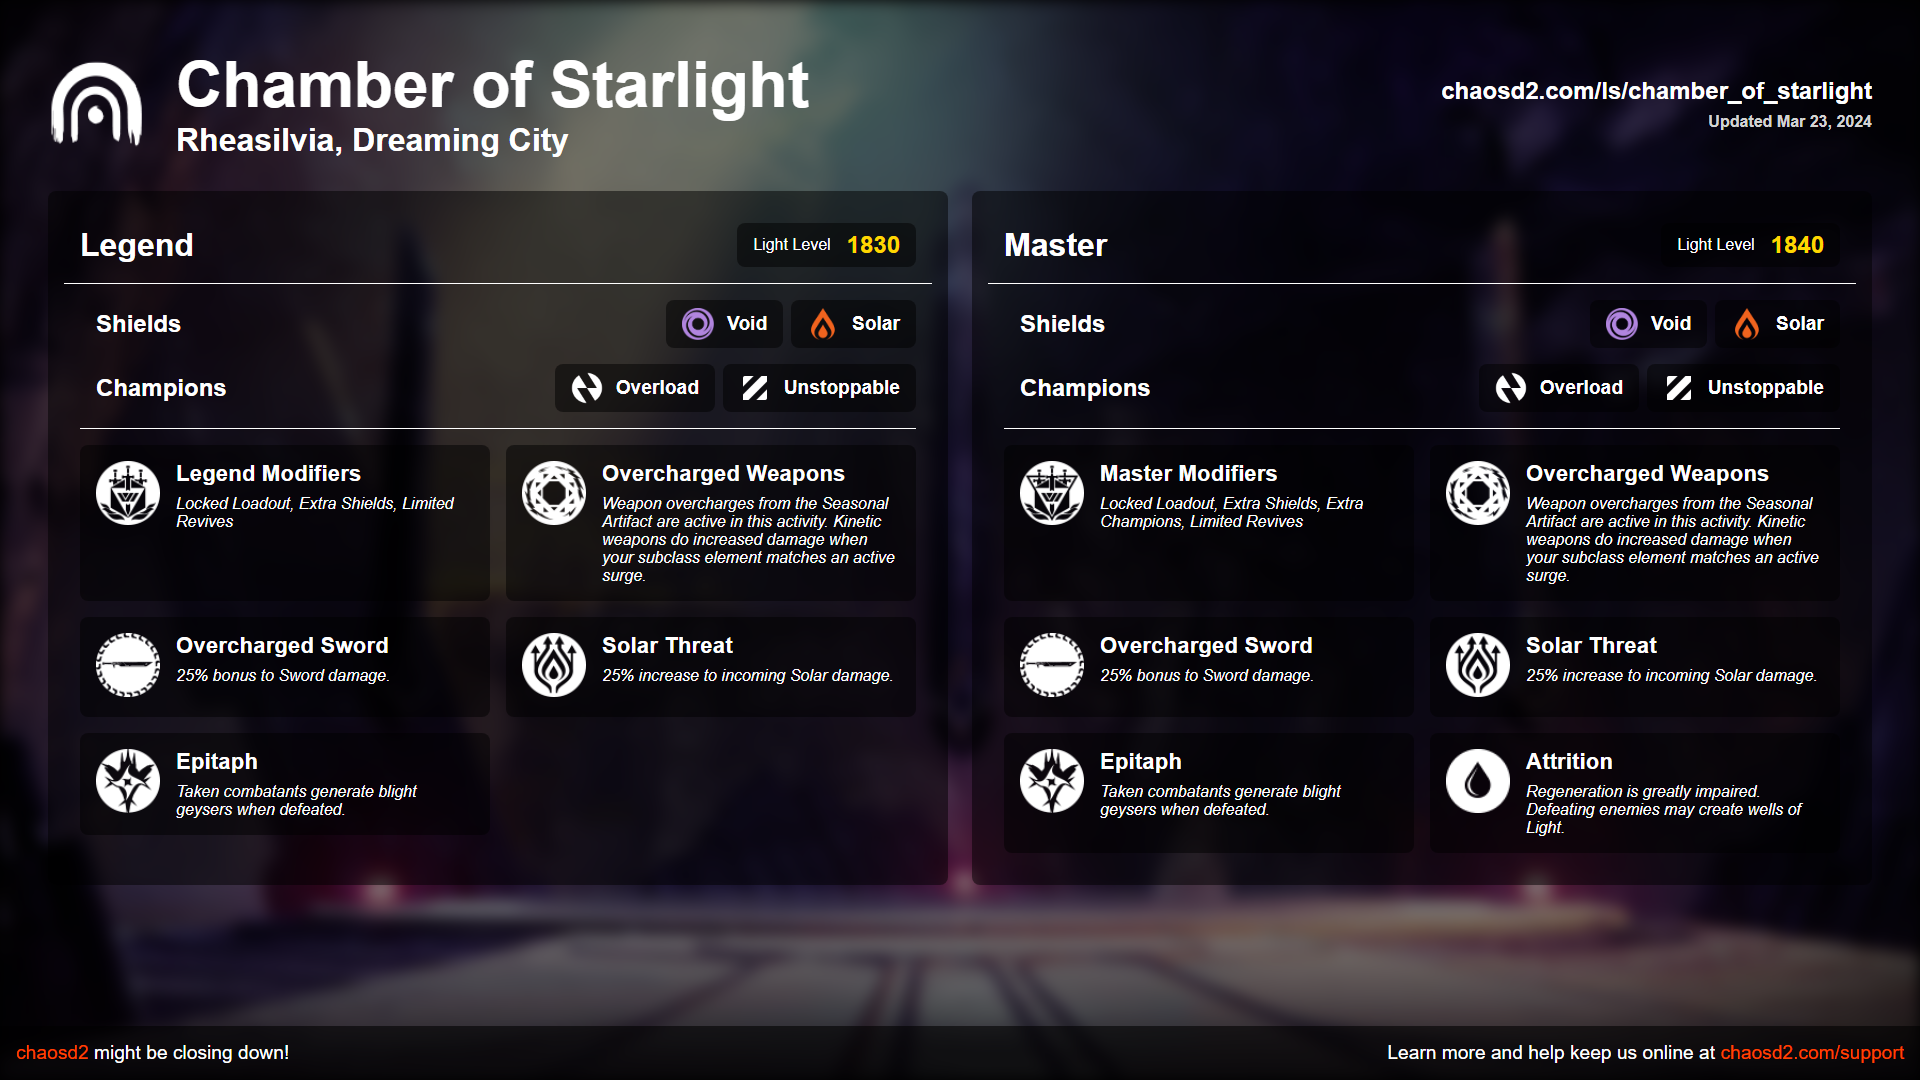 Chamber of Starlight
Rheasilvia, Dreaming City
chaosd2.com/ls/chamber_of_starlight
Updated Mar 23, 2024
Legend
Light Level 1830
Shields
Void
Solar
Champions
Overload
Unstoppable
Legend Modifiers
Locked Loadout, Extra Shields, Limited
Revives
Overcharged Weapons
Weapon overcharges from the Seasonal
Artifact are active in this activity. Kinetic
weapons do increased damage when
your subclass element matches an active
surge.
Overcharged Sword
25% bonus to Sword damage.
Solar Threat
25% increase to incoming Solar damage.
Epitaph
Taken combatants generate blight
geysers when defeated.
Master
Light Level 1840
Shields
Void
Solar
Champions
Overload
Unstoppable
Master Modifiers
Locked Loadout, Extra Shields, Extra
Champions, Limited Revives
Overcharged Weapons
Weapon overcharges from the Seasonal
Artifact are active in this activity. Kinetic
weapons do increased damage when
your subclass element matches an active
surge.
Overcharged Sword
25% bonus to Sword damage.
Solar Threat
25% increase to incoming Solar damage.
Epitaph
Taken combatants generate blight
geysers when defeated.
Attrition
Regeneration is greatly impaired.
Defeating enemies may create wells of
Light.
chaosd2 might be closing down!
Learn more and help keep us online at chaosd2.com/support